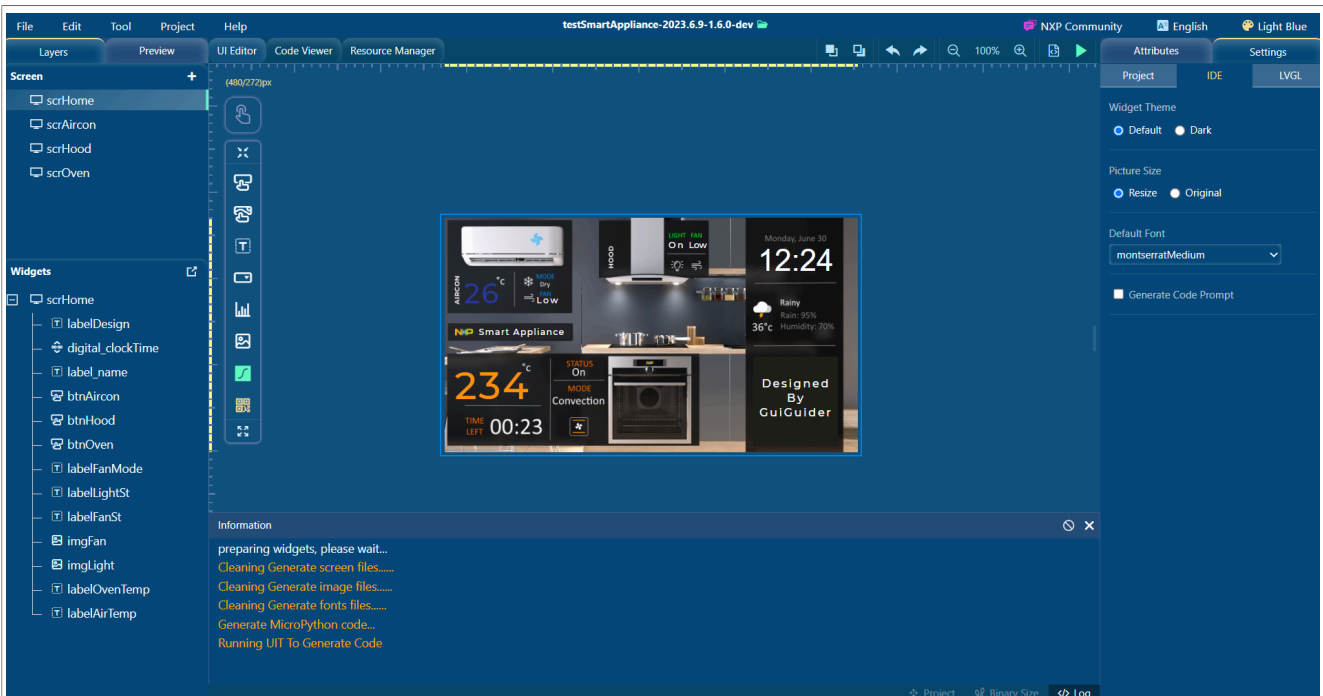 File Edit Tool Project Help testSmartAppliance-2023.6.9-1.6.0-dev NXP Community English Light Blue
Layers Preview UI Editor Code Viewer Resource Manager 100% Attributes Settings
Screen +
Project IDE LVGL
(480/272)px
scrHome
scrAircon
scrHood
scrOven
Widget Theme
Default Dark
Picture Size
Resize Original
Default Font
montserratMedium
Generate Code Prompt
Widgets
scrHome
labelDesign
digital_clockTime
label_name
btnAircon
btnHood
btnOven
labelFanMode
labelLightSt
labelFanSt
imgFan
imgLight
labelOvenTemp
labelAirTemp
AIRCON
26
°c
MODE
Dry
FAN
Low
HOOD
LIGHT FAN
On Low
Monday, June 30
12:24
Rainy
Rain: 95%
36°c Humidity: 70%
NXP Smart Appliance
234
°c
TIME
LEFT 00:23
STATUS
On
MODE
Convection
Designed
By
GuiGuider
Information
preparing widgets, please wait...
Cleaning Generate screen files......
Cleaning Generate image files......
Cleaning Generate fonts files......
Generate MicroPython code...
Running UIT To Generate Code
Project Binary Size Log